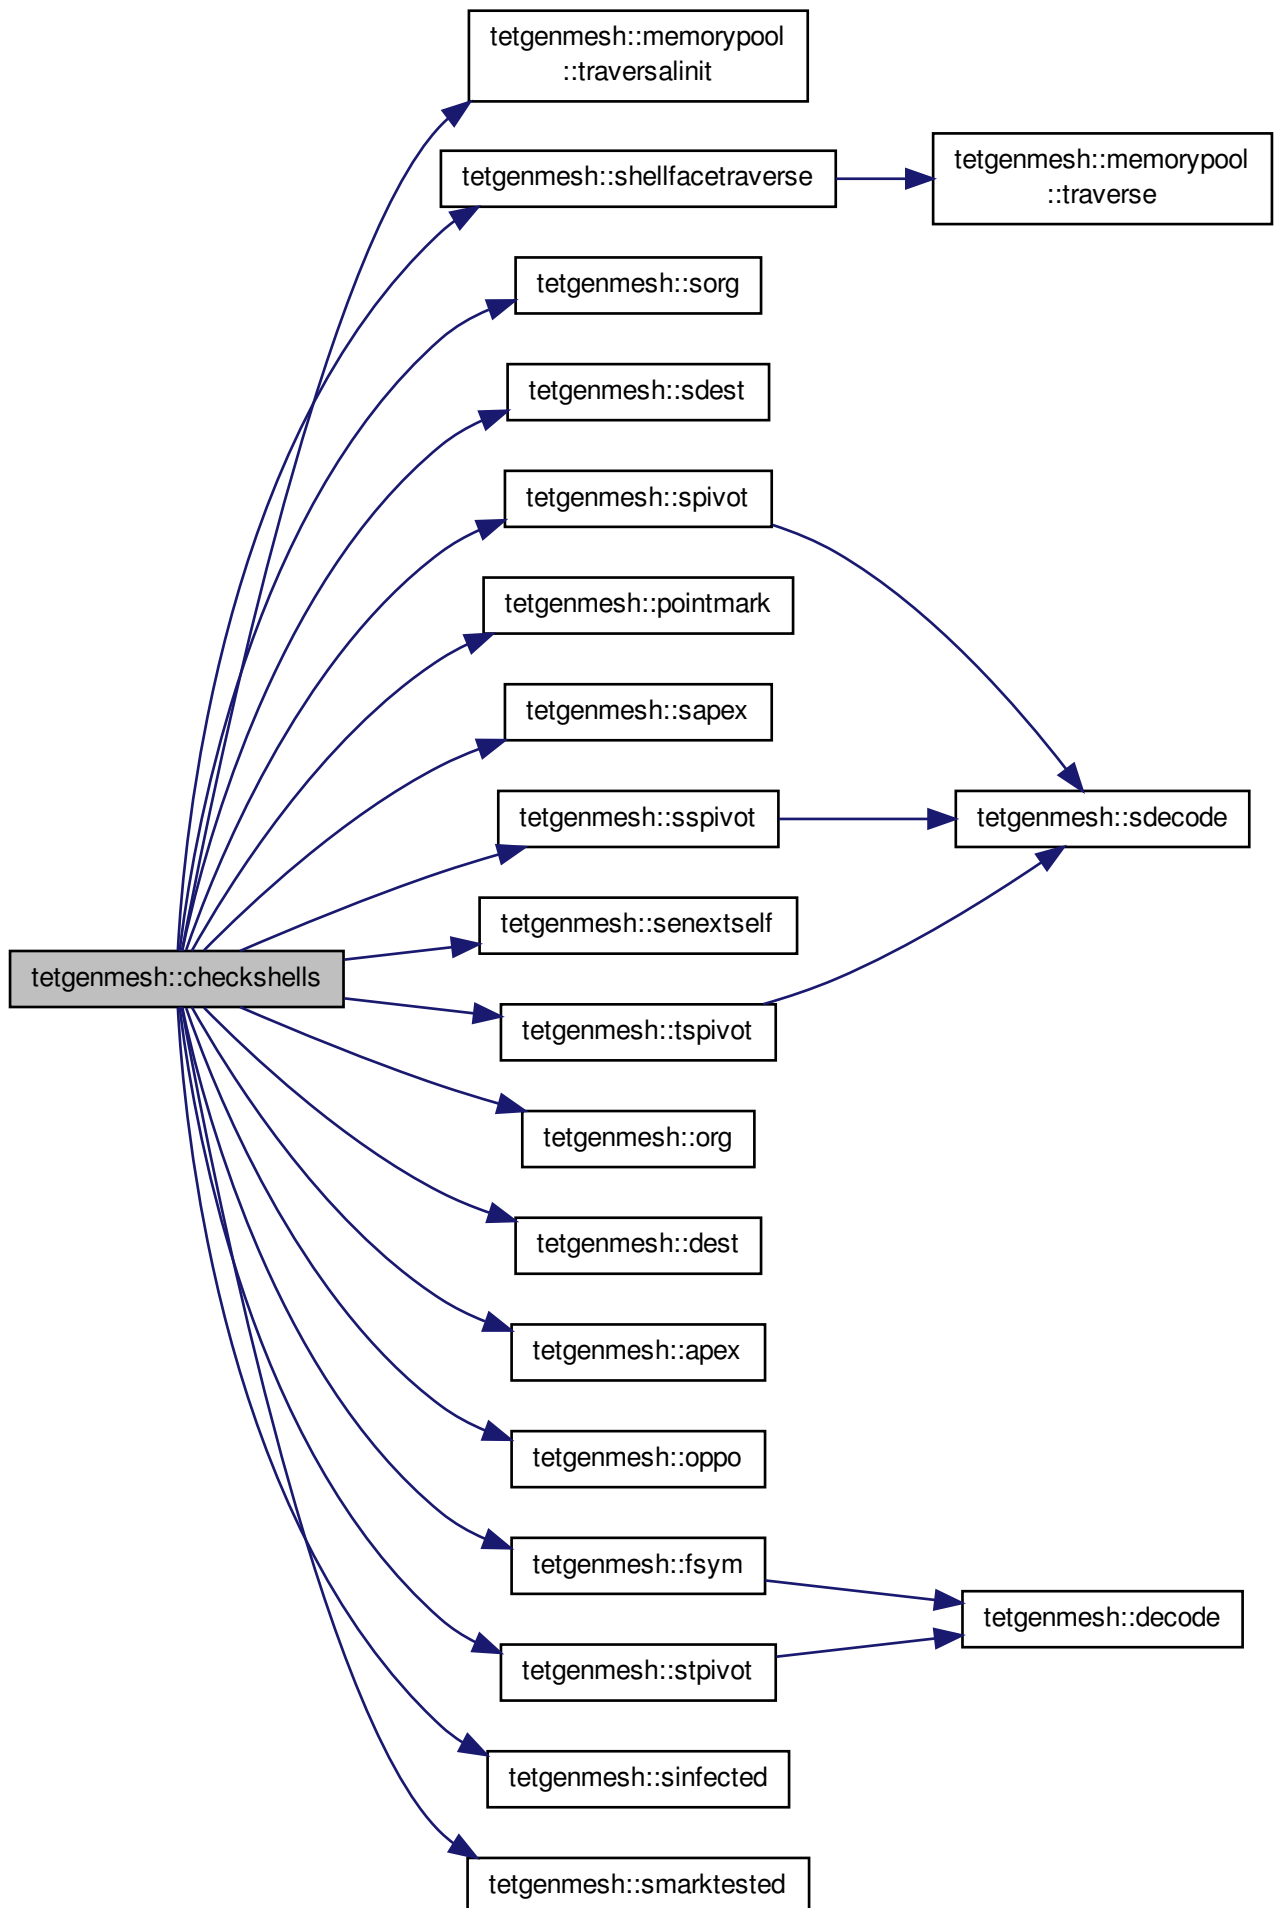 tetgenmesh::memorypool
::traversalinit
tetgenmesh::shellfacetraverse
tetgenmesh::memorypool
::traverse
tetgenmesh::sorg
tetgenmesh::sdest
tetgenmesh::spivot
tetgenmesh::pointmark
tetgenmesh::sapex
tetgenmesh::sspivot
tetgenmesh::sdecode
tetgenmesh::senextself
tetgenmesh::checkshells
tetgenmesh::tspivot
tetgenmesh::org
tetgenmesh::dest
tetgenmesh::apex
tetgenmesh::oppo
tetgenmesh::fsym
tetgenmesh::decode
tetgenmesh::stpivot
tetgenmesh::sinfected
tetgenmesh::smarktested